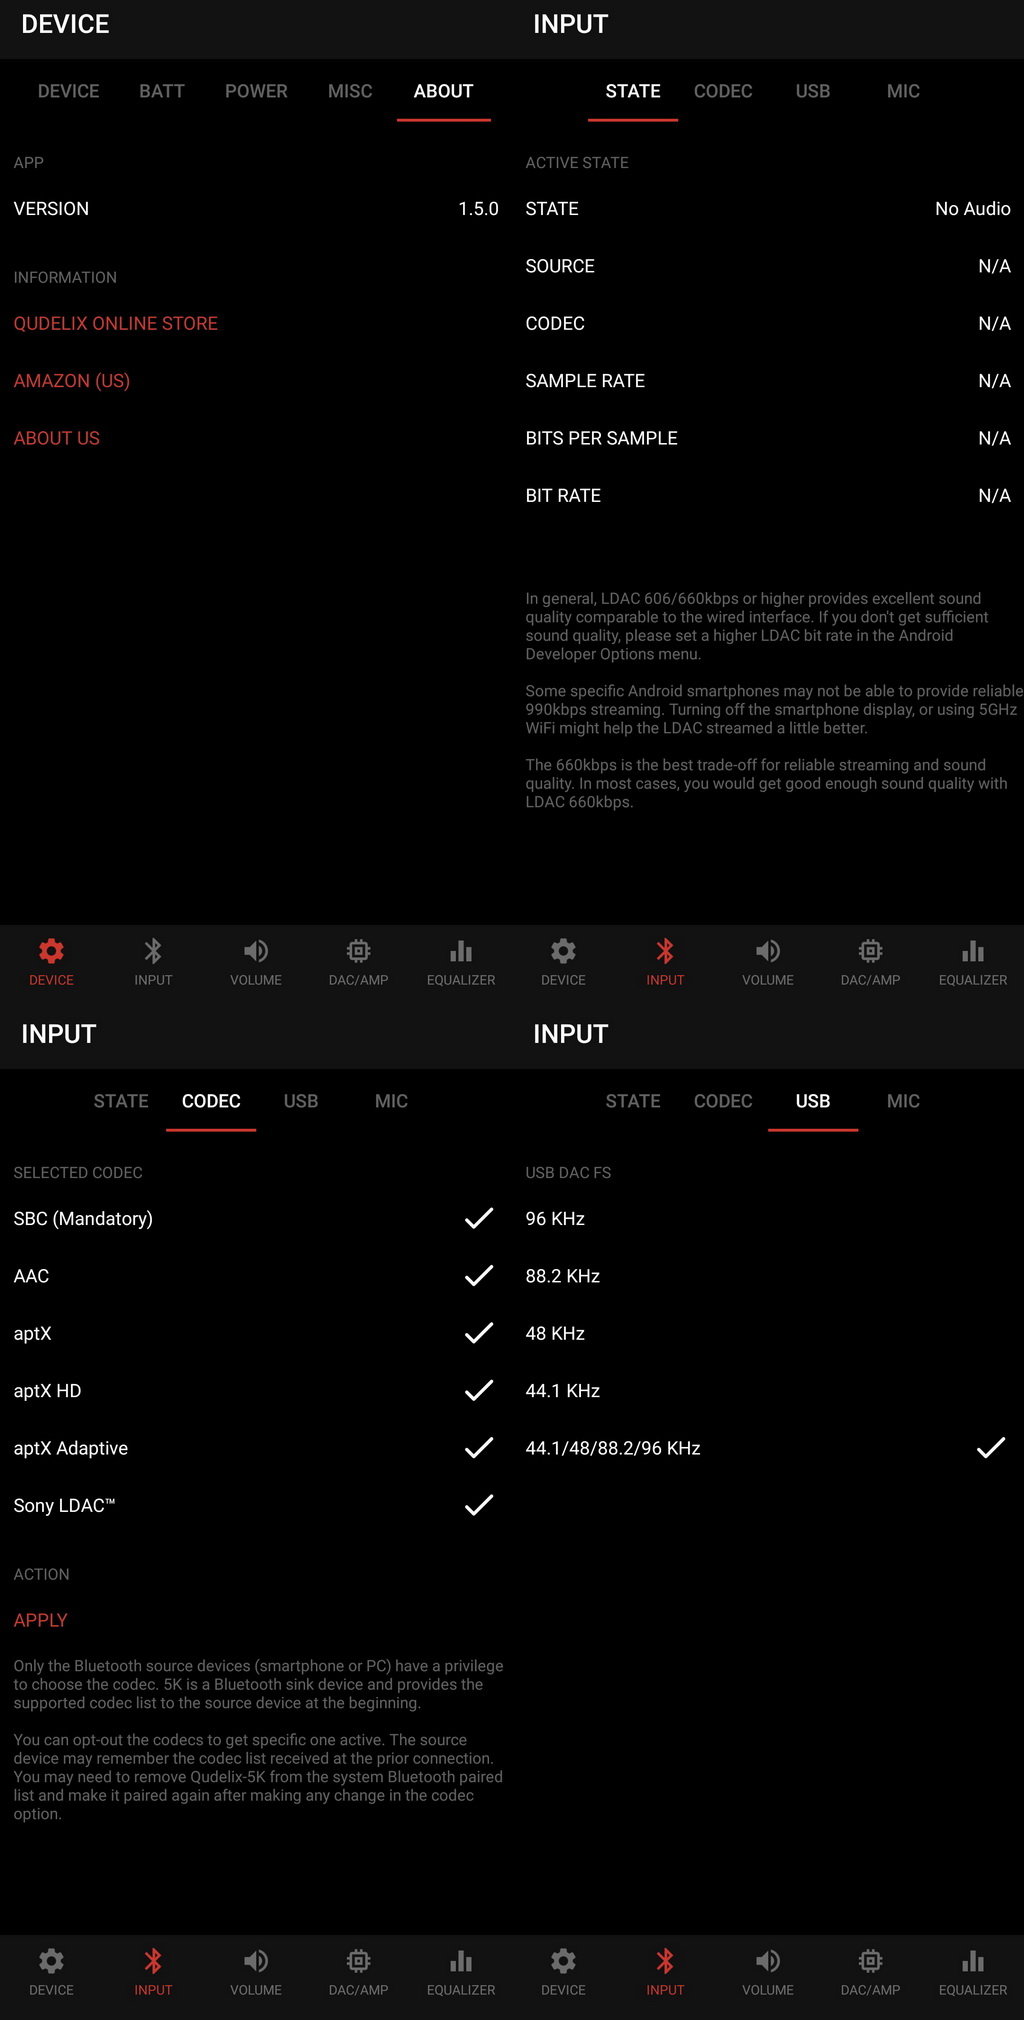 DEVICE
DEVICE BATT POWER MISC ABOUT
APP
VERSION 1.5.0
INFORMATION
QUDELIX ONLINE STORE
AMAZON (US)
ABOUT US
DEVICE INPUT VOLUME DAC/AMP EQUALIZER
INPUT
STATE CODEC USB MIC
ACTIVE STATE
STATE No Audio
SOURCE N/A
CODEC N/A
SAMPLE RATE N/A
BITS PER SAMPLE N/A
BIT RATE N/A
In general, LDAC 606/660kbps or higher provides excellent sound
quality comparable to the wired interface. If you don't get sufficient
sound quality, please set a higher LDAC bit rate in the Android
Developer Options menu.
Some specific Android smartphones may not be able to provide reliable
990kbps streaming. Turning off the smartphone display, or using 5GHz
WiFi might help the LDAC streamed a little better.
The 660kbps is the best trade-off for reliable streaming and sound
quality. In most cases, you would get good enough sound quality with
LDAC 660kbps.
DEVICE INPUT VOLUME DAC/AMP EQUALIZER
INPUT
STATE CODEC USB MIC
SELECTED CODEC
SBC (Mandatory)
AAC
aptX
aptX HD
aptX Adaptive
Sony LDAC™
ACTION
APPLY
Only the Bluetooth source devices (smartphone or PC) have a privilege
to choose the codec. 5K is a Bluetooth sink device and provides the
supported codec list to the source device at the beginning.
You can opt-out the codecs to get specific one active. The source
device may remember the codec list received at the prior connection.
You may need to remove Qudelix-5K from the system Bluetooth paired
list and make it paired again after making any change in the codec
option.
DEVICE INPUT VOLUME DAC/AMP EQUALIZER
INPUT
STATE CODEC USB MIC
USB DAC FS
96 KHz
88.2 KHz
48 KHz
44.1 KHz
44.1/48/88.2/96 KHz
DEVICE INPUT VOLUME DAC/AMP EQUALIZER